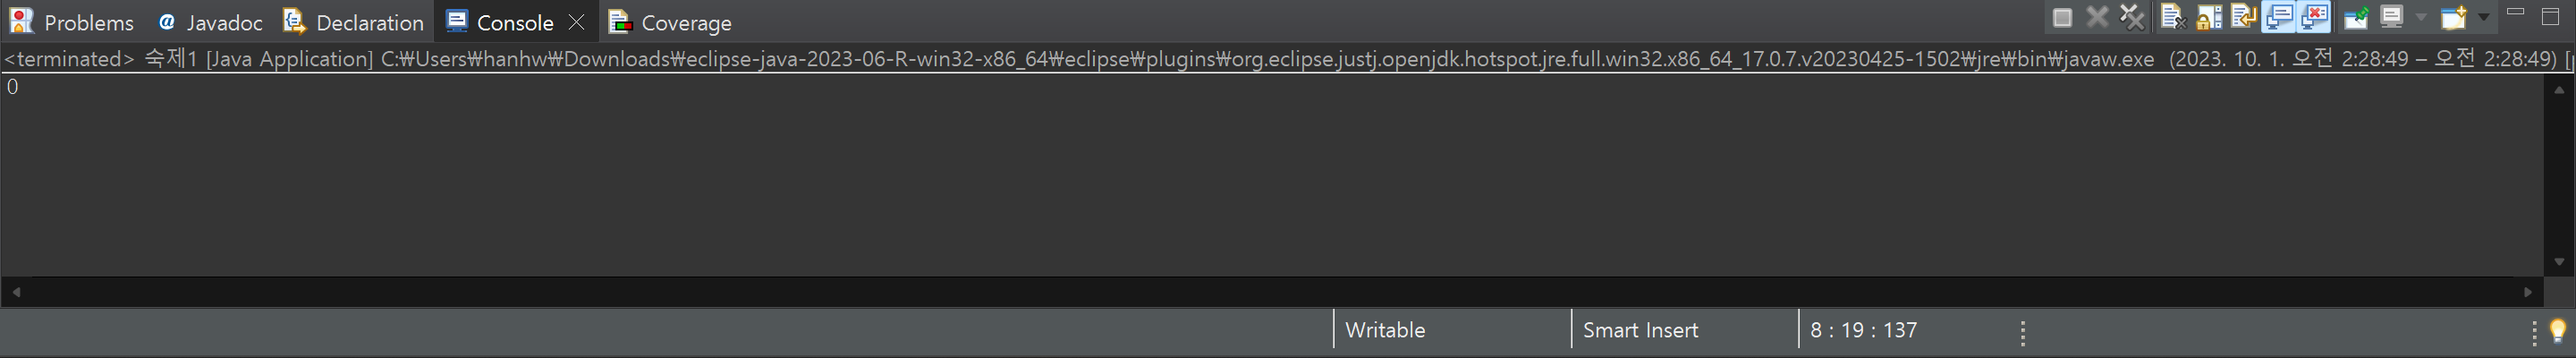 Problems @ Javadoc Declaration Console Coverage
<terminated> 숙제1 [Java Application] C:₩Users₩hanhw₩Downloads₩eclipse-java-2023-06-R-win32-x86_64₩eclipse₩plugins₩org.eclipse.justj.openjdk.hotspot.jre.full.win32.x86_64_17.0.7.v20230425-1502₩jre₩bin₩javaw.exe (2023. 10. 1. 오전 2:28:49 – 오전 2:28:49) [
0
Writable Smart Insert 8 : 19 : 137